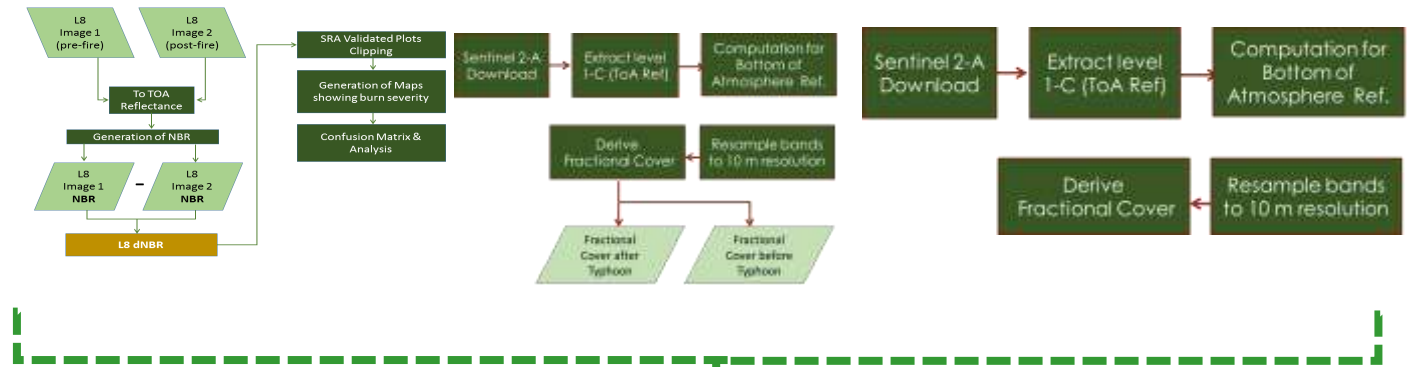 L8
Image 1
(pre-fire)
L8
Image 2
(post-fire)
To TOA
Reflectance
Generation of NBR
L8
Image 1
NBR
–
L8
Image 2
NBR
L8 dNBR
SRA Validated Plots
Clipping
Generation of Maps
showing burn severity
Confusion Matrix &
Analysis
Sentinel 2-A
Download
Extract level
1-C (ToA Ref)
Computation for
Bottom of
Atmosphere Ref.
Derive
Fractional Cover
Resample bands
to 10 m resolution
Fractional
Cover after
Typhoon
Fractional
Cover before
Typhoon
Sentinel 2-A
Download
Extract level
1-C (ToA Ref)
Computation for
Bottom of
Atmosphere Ref.
Derive
Fractional Cover
Resample bands
to 10 m resolution